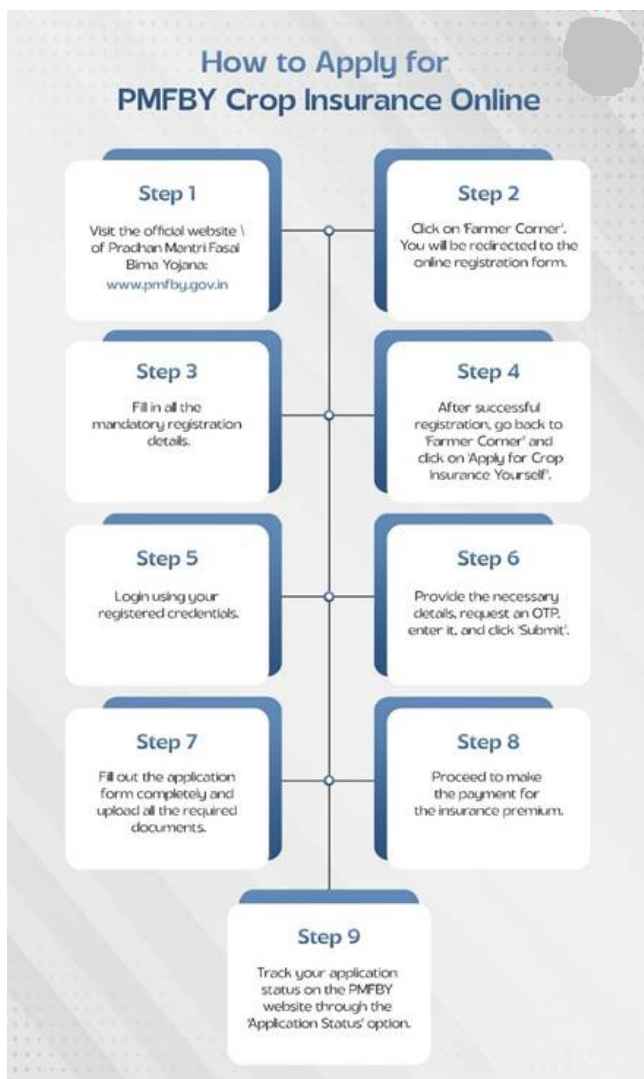 How to Apply for
PMFBY Crop Insurance Online
Step 1
Visit the official website \
of Pradhan Mantri Fasal
Bima Yojana:
www.pmfby.gov.in
Step 2
Click on 'Farmer Corner'.
You will be redirected to the
online registration form.
Step 3
Fill in all the
mandatory registration
details.
Step 4
After successful
registration, go back to
'Farmer Corner' and
click on 'Apply for Crop
Insurance Yourself'.
Step 5
Login using your
registered credentials.
Step 6
Provide the necessary
details, request an OTP,
enter it, and click 'Submit'.
Step 7
Fill out the application
form completely and
upload all the required
documents.
Step 8
Proceed to make
the payment for
the insurance premium.
Step 9
Track your application
status on the PMFBY
website through the
'Application Status' option.